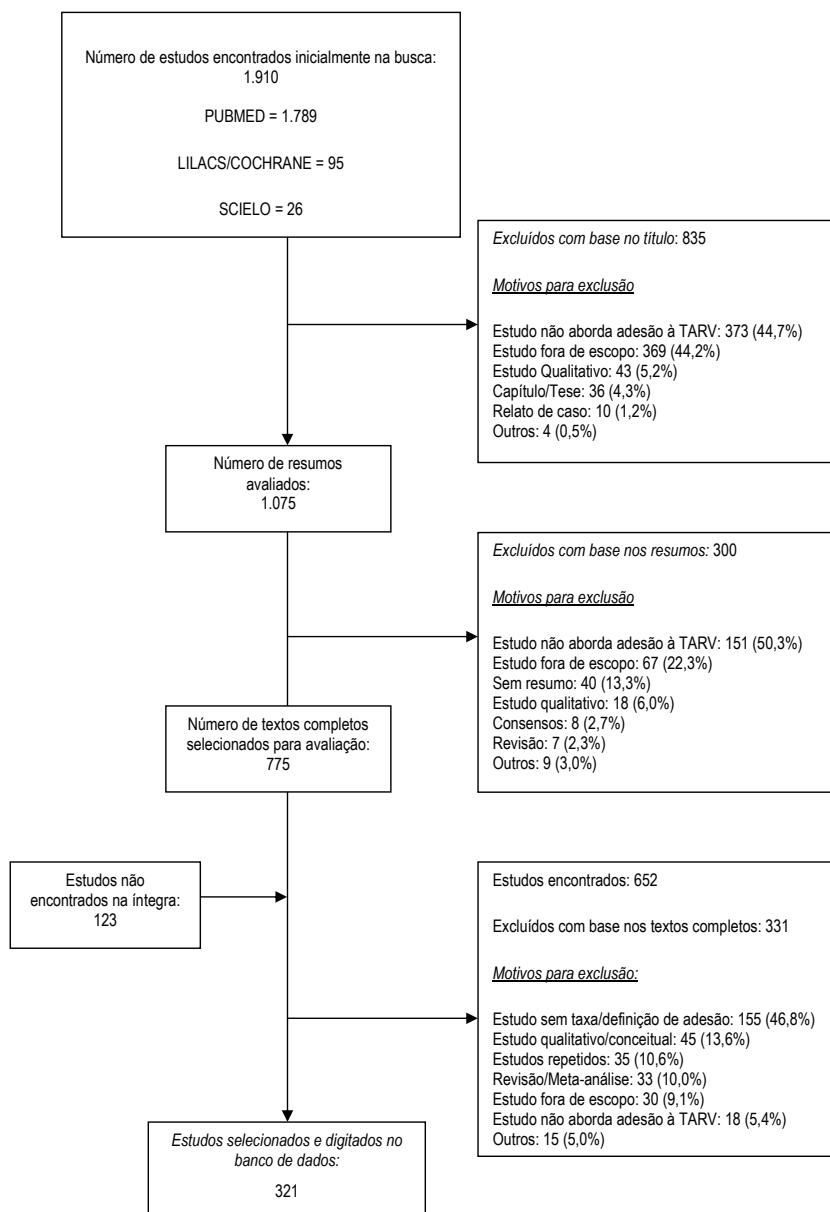 Número de estudos encontrados inicialmente na busca:
1.910
PUBMED = 1.789
LILACS/COCHRANE = 95
SCIELO = 26
Excluídos com base no título: 835
Motivos para exclusão
Estudo não aborda adesão à TARV: 373 (44,7%)
Estudo fora de escopo: 369 (44,2%)
Estudo Qualitativo: 43 (5,2%)
Capítulo/Tese: 36 (4,3%)
Relato de caso: 10 (1,2%)
Outros: 4 (0,5%)
Número de resumos
avaliados:
1.075
Excluídos com base nos resumos: 300
Motivos para exclusão
Estudo não aborda adesão à TARV: 151 (50,3%)
Estudo fora de escopo: 67 (22,3%)
Sem resumo: 40 (13,3%)
Estudo qualitativo: 18 (6,0%)
Consensos: 8 (2,7%)
Revisão: 7 (2,3%)
Outros: 9 (3,0%)
Número de textos completos
selecionados para avaliação:
775
Estudos não
encontrados na íntegra:
123
Estudos encontrados: 652
Excluídos com base nos textos completos: 331
Motivos para exclusão:
Estudo sem taxa/definição de adesão: 155 (46,8%)
Estudo qualitativo/conceitual: 45 (13,6%)
Estudos repetidos: 35 (10,6%)
Revisão/Meta-análise: 33 (10,0%)
Estudo fora de escopo: 30 (9,1%)
Estudo não aborda adesão à TARV: 18 (5,4%)
Outros: 15 (5,0%)
Estudos selecionados e digitados no
banco de dados:
321